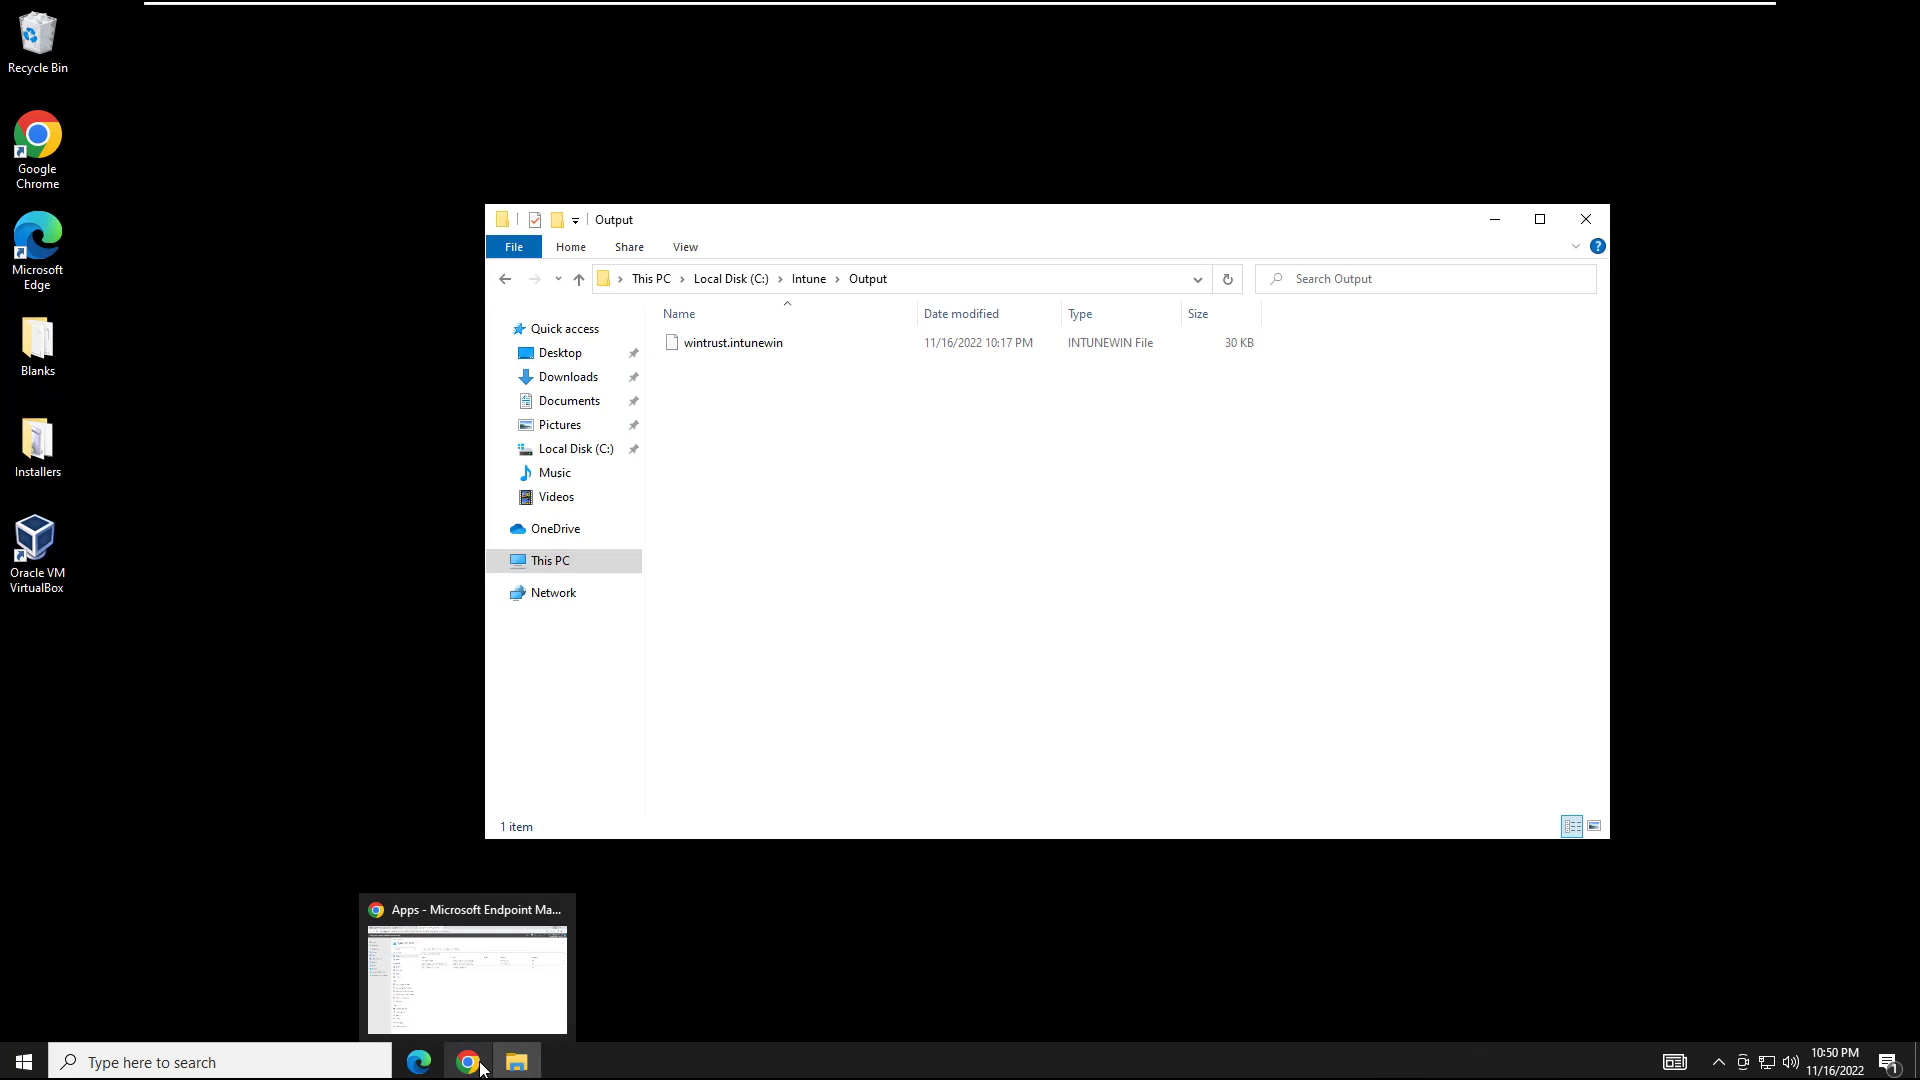 Recycle Bin
Google
Chrome
Microsoft
Edge
Blanks
Installers
Oracle VM
VirtualBox
Output
File
Home
Share
View
This PC
Local Disk (C:)
Intune
Output
Search Output
Name
Date modified
Type
Size
wintrust.intunewin
11/16/2022 10:17 PM
INTUNEWIN File
30 KB
Quick access
Desktop
Downloads
Documents
Pictures
Local Disk (C:)
Music
Videos
OneDrive
This PC
Network
1 item
Apps - Microsoft Endpoint Ma...
Type here to search
10:50 PM
11/16/2022
1